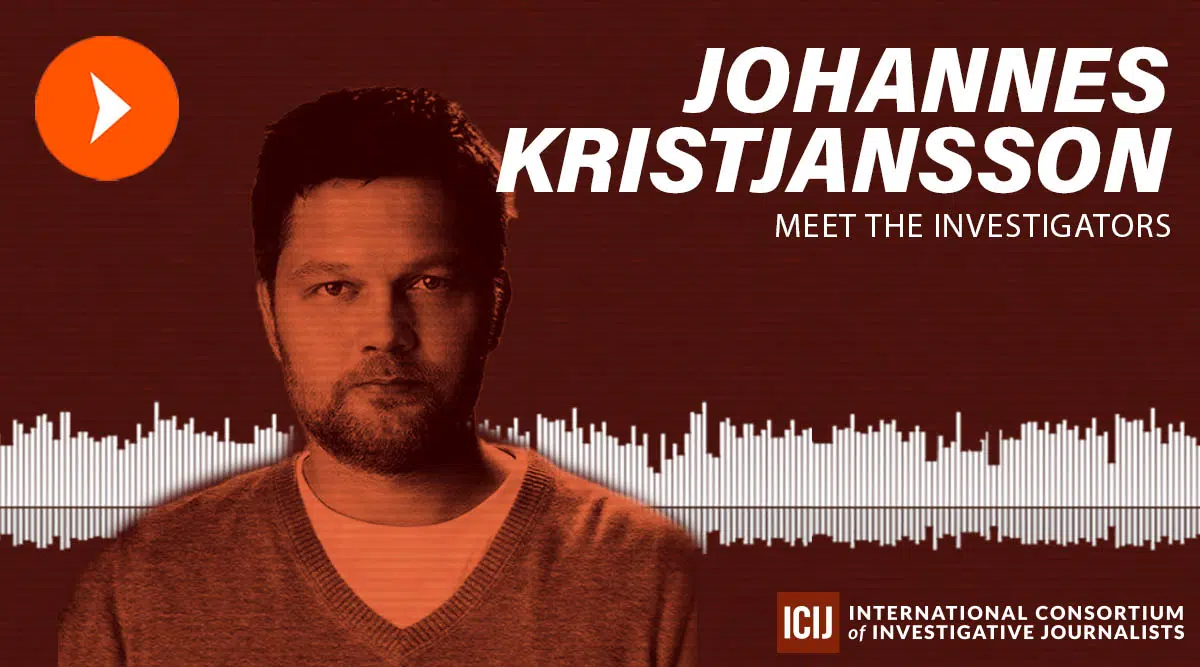 JOHANNES
KRISTJANSSON
MEET THE INVESTIGATORS
ICIJ
INTERNATIONAL CONSORTIUM
of INVESTIGATIVE JOURNALISTS